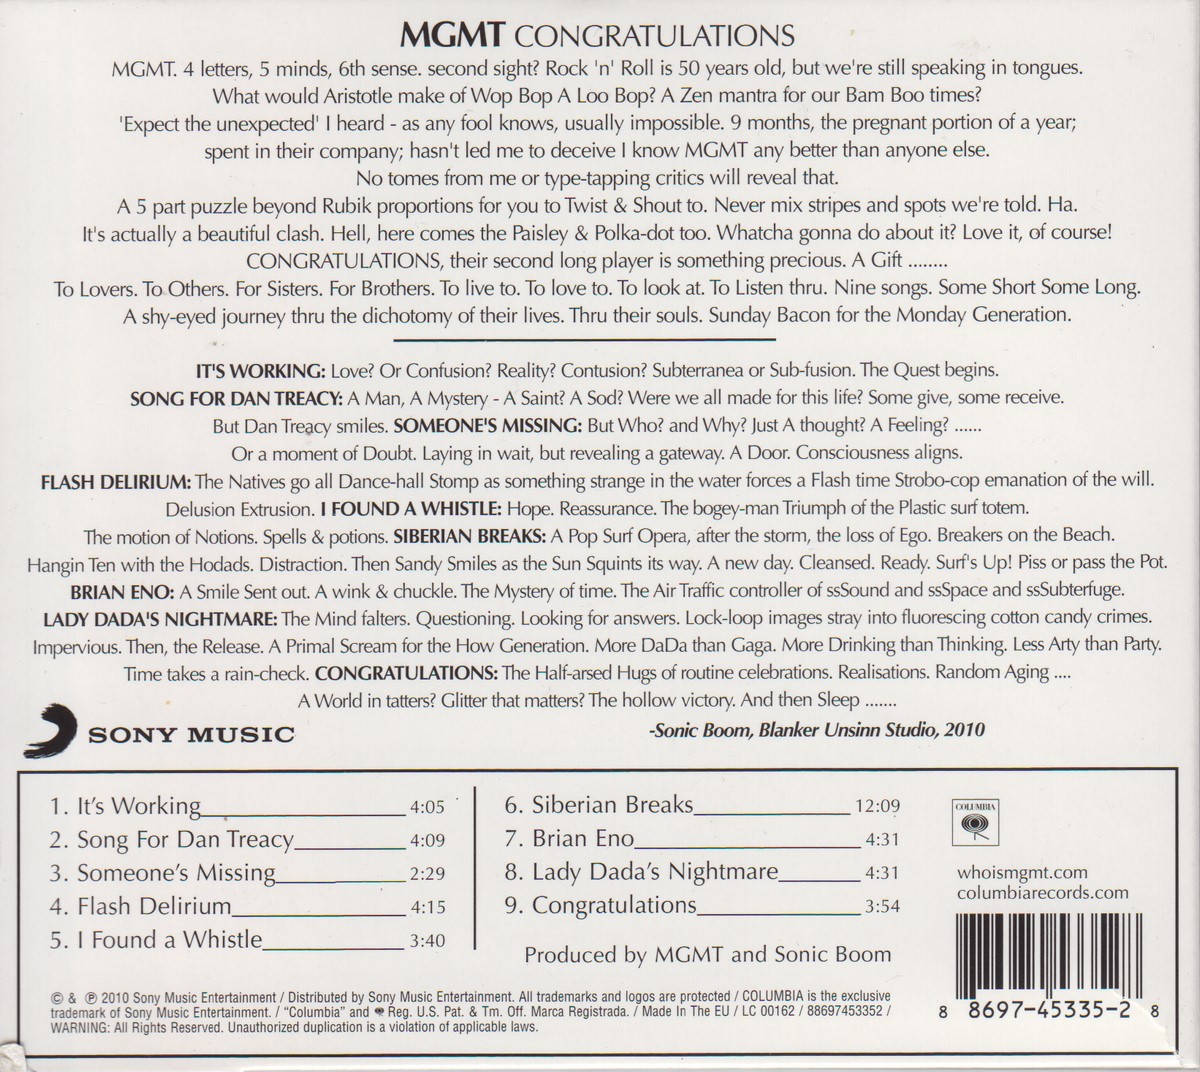 MGMT CONGRATULATIONS
MGMT. 4 letters, 5 minds, 6th sense. second sight? Rock 'n' Roll is 50 years old, but we're still speaking in tongues.
What would Aristotle make of Wop Bop A Loo Bop? A Zen mantra for our Bam Boo times?
'Expect the unexpected' I heard - as any fool knows, usually impossible. 9 months, the pregnant portion of a year;
spent in their company; hasn't led me to deceive I know MGMT any better than anyone else.
No tomes from me or type-tapping critics will reveal that.
A 5 part puzzle beyond Rubik proportions for you to Twist & Shout to. Never mix stripes and spots we're told. Ha.
It's actually a beautiful clash. Hell, here comes the Paisley & Polka-dot too. Whatcha gonna do about it? Love it, of course!
CONGRATULATIONS, their second long player is something precious. A Gift ........
To Lovers. To Others. For Sisters. For Brothers. To live to. To love to. To look at. To Listen thru. Nine songs. Some Short Some Long.
A shy-eyed journey thru the dichotomy of their lives. Thru their souls. Sunday Bacon for the Monday Generation.
IT'S WORKING: Love? Or Confusion? Reality? Contusion? Subterranea or Sub-fusion. The Quest begins.
SONG FOR DAN TREACY: A Man, A Mystery - A Saint? A Sod? Were we all made for this life? Some give, some receive.
But Dan Treacy smiles. SOMEONE'S MISSING: But Who? and Why? Just A thought? A Feeling? ......
Or a moment of Doubt. Laying in wait, but revealing a gateway. A Door. Consciousness aligns.
FLASH DELIRIUM: The Natives go all Dance-hall Stomp as something strange in the water forces a Flash time Strobo-cop emanation of the will.
Delusion Extrusion. I FOUND A WHISTLE: Hope. Reassurance. The bogey-man Triumph of the Plastic surf totem.
The motion of Notions. Spells & potions. SIBERIAN BREAKS: A Pop Surf Opera, after the storm, the loss of Ego. Breakers on the Beach.
Hangin Ten with the Hodads. Distraction. Then Sandy Smiles as the Sun Squints its way. A new day. Cleansed. Ready. Surf's Up! Piss or pass the Pot.
BRIAN ENO: A Smile Sent out. A wink & chuckle. The Mystery of time. The Air Traffic controller of ssSound and ssSpace and ssSubterfuge.
LADY DADA'S NIGHTMARE: The Mind falters. Questioning. Looking for answers. Lock-loop images stray into fluorescing cotton candy crimes.
Impervious. Then, the Release. A Primal Scream for the How Generation. More DaDa than Gaga. More Drinking than Thinking. Less Arty than Party.
Time takes a rain-check. CONGRATULATIONS: The Half-arsed Hugs of routine celebrations. Realisations. Random Aging ....
A World in tatters? Glitter that matters? The hollow victory. And then Sleep .......
-Sonic Boom, Blanker Unsinn Studio, 2010
SONY MUSIC
1. It's Working 4:05
2. Song For Dan Treacy 4:09
3. Someone's Missing 2:29
4. Flash Delirium 4:15
5. I Found a Whistle 3:40
6. Siberian Breaks 12:09
7. Brian Eno 4:31
8. Lady Dada's Nightmare 4:31
9. Congratulations 3:54
Produced by MGMT and Sonic Boom
COLUMBIA
whoismgmt.com
columbiarecords.com
8 8697-45335-2 8
© & ℗ 2010 Sony Music Entertainment / Distributed by Sony Music Entertainment. All trademarks and logos are protected / COLUMBIA is the exclusive
trademark of Sony Music Entertainment. / "Columbia" and Reg. U.S. Pat. & Tm. Off. Marca Registrada. / Made In The EU / LC 00162 / 88697453352 /
WARNING: All Rights Reserved. Unauthorized duplication is a violation of applicable laws.